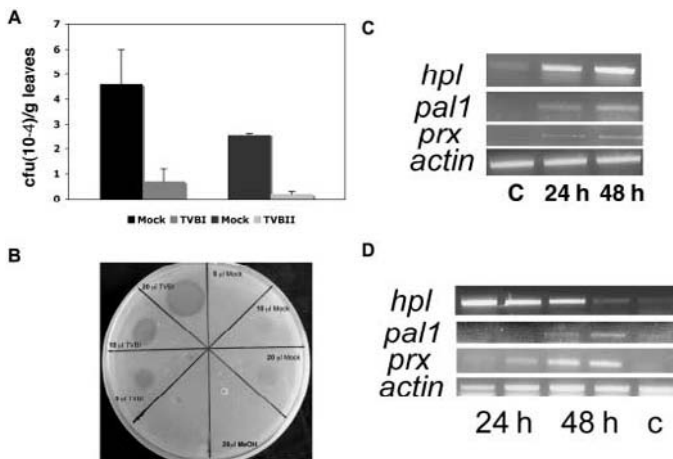 A
cfu(10-4)/g leaves
7
6
5
4
3
2
1
0
Mock TVBI Mock TVBII
B
20 µl TVBI
5 µl Mock
10 µl Mock
10 µl TVBI
20 µl Mock
5 µl TVBI
20µl MeOH
C
hpl
pal1
prx
actin
C 24 h 48 h
D
hpl
pal1
prx
actin
24 h 48 h C